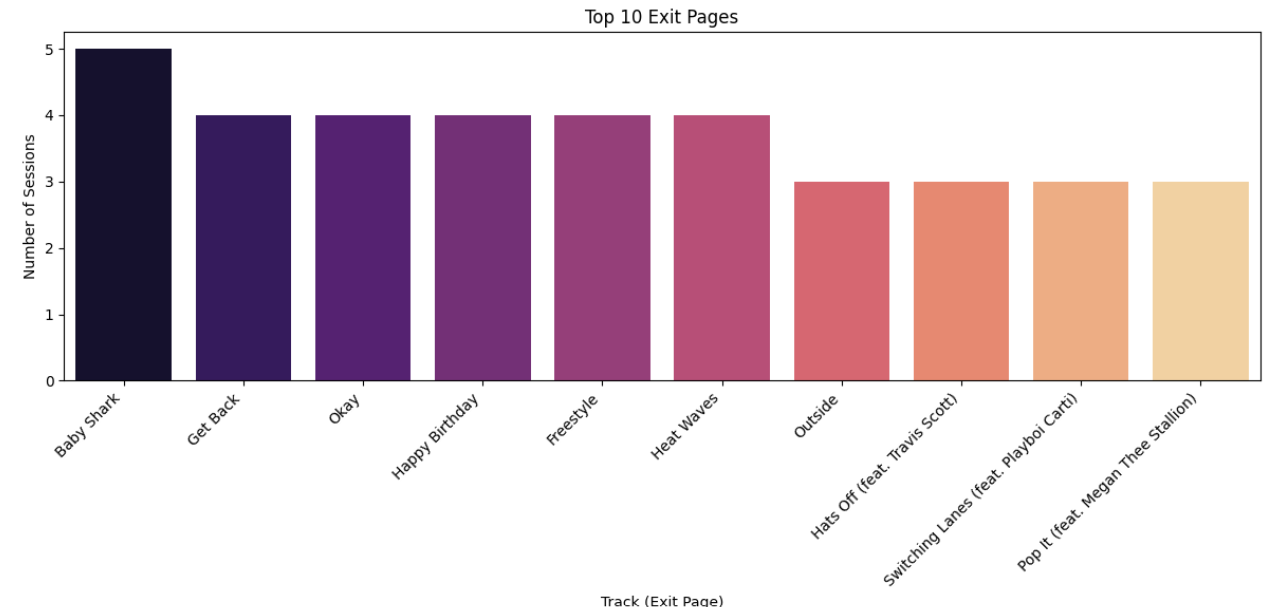 Top 10 Exit Pages
Number of Sessions
5
4
3
2
1
0
Baby Shark
Get Back
Okay
Happy Birthday
Freestyle
Heat Waves
Outside
Hats Off (feat. Travis Scott)
Switching Lanes (feat. Playboi Carti)
Pop It (feat. Megan Thee Stallion)
Track (Exit Page)